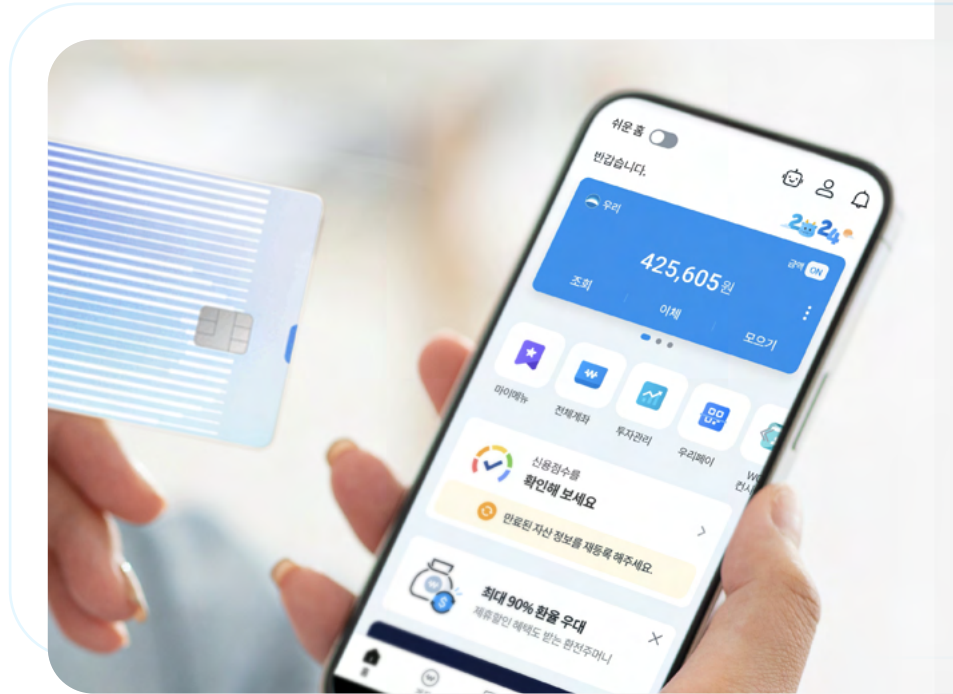 쉬운 홈
반갑습니다.
2024
우리
금액 ON
425,605원
조회
이체
모으기
마이메뉴
전체계좌
투자관리
우리페이
신용점수를
확인해 보세요
만료된 자산 정보를 재등록 해주세요.
최대 90% 환율 우대
제휴할인 혜택도 받는 환전주머니
홈